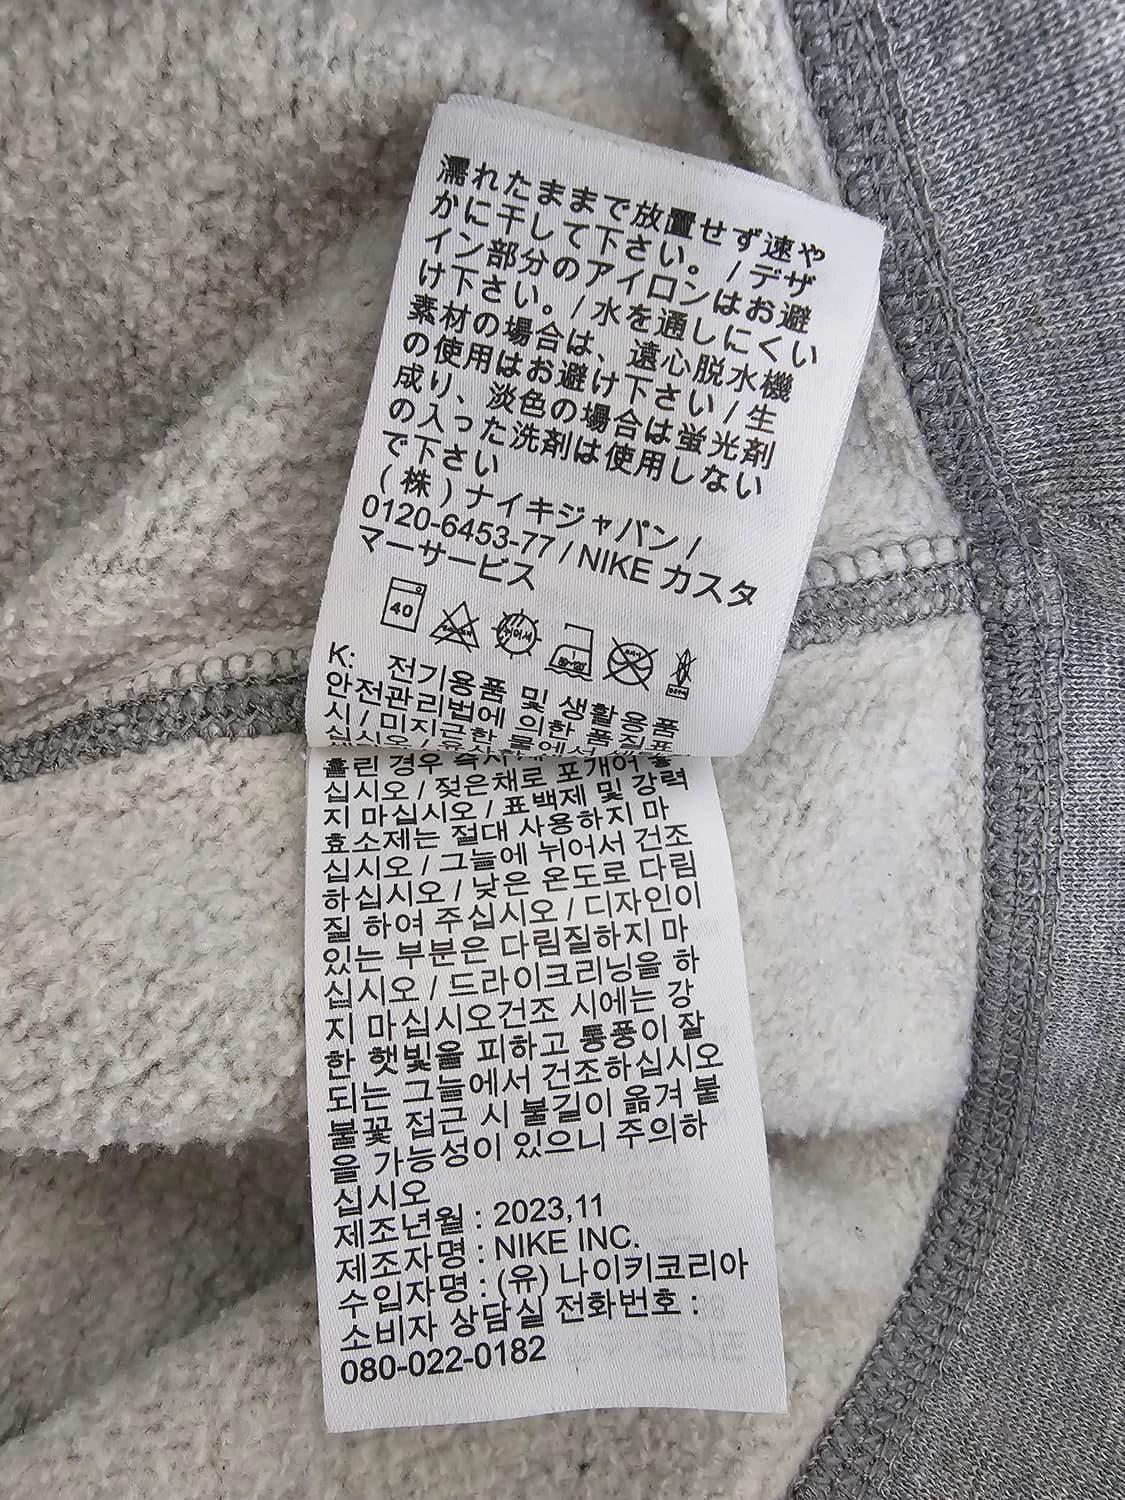 濡れたままで放置せず速や
かに干して下さい。 / デザ
イン部分のアイロンはお避
け下さい。 / 水を通しにくい
素材の場合は、遠心脱水機
の使用はお避け下さい / 生
成り、淡色の場合は蛍光剤
の入った洗剤は使用しない
で下さい
( 株 ) ナイキジャパン /
0120-6453-77 / NIKE カスタ
マーサービス
40
K: 전기용품 및 생활용품
안전관리법에 의한 품질표
시 / 미지근한 물에서
십시오
흘린 경우 즉시
십시오 / 젖은채로 포개어 놓
지 마십시오 / 표백제 및 강력
효소제는 절대 사용하지 마
십시오 / 그늘에 뉘어서 건조
하십시오 / 낮은 온도로 다림
질 하여 주십시오 / 디자인이
있는 부분은 다림질하지 마
십시오 / 드라이크리닝을 하
지 마십시오건조 시에는 강
한 햇빛을 피하고 통풍이 잘
되는 그늘에서 건조하십시오
불꽃 접근 시 불길이 옮겨 붙
을 가능성이 있으니 주의하
십시오
제조년월 : 2023,11
제조자명 : NIKE INC.
수입자명 : (유) 나이키코리아
소비자 상담실 전화번호 :
080-022-0182